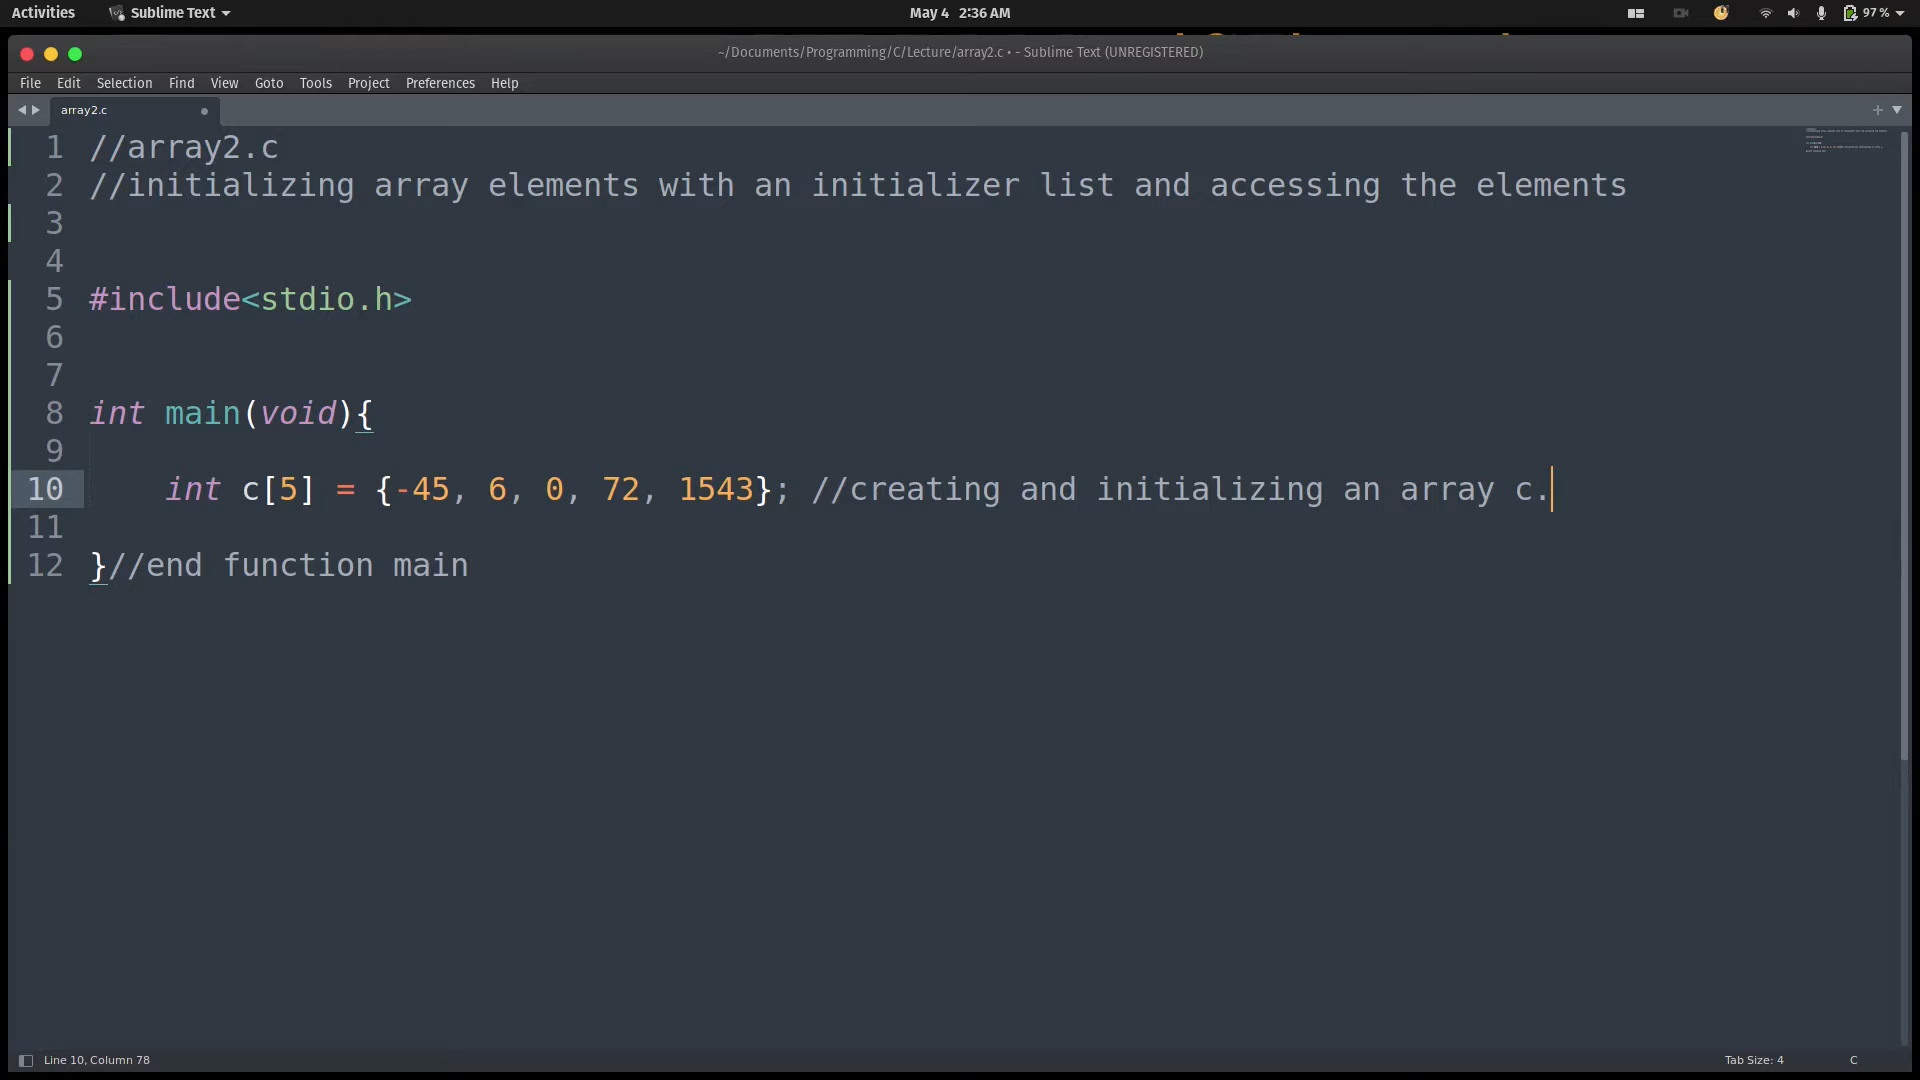 Activities Sublime Text May 4 2:36 AM 97 %
~/Documents/Programming/C/Lecture/array2.c • - Sublime Text (UNREGISTERED)
File Edit Selection Find View Goto Tools Project Preferences Help
array2.c
1 //array2.c
2 //initializing array elements with an initializer list and accessing the elements
3
4
5 #include<stdio.h>
6
7
8 int main(void){
9
10 int c[5] = {-45, 6, 0, 72, 1543}; //creating and initializing an array c.
11
12 }//end function main
Line 10, Column 78 Tab Size: 4 C